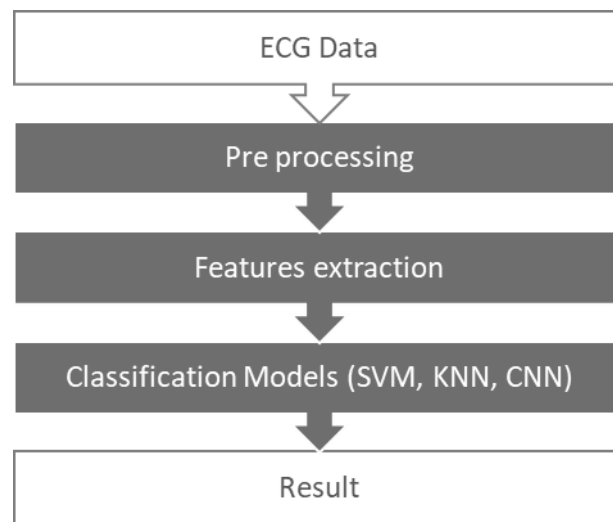 ECG Data
Pre processing
Features extraction
Classification Models (SVM, KNN, CNN)
Result